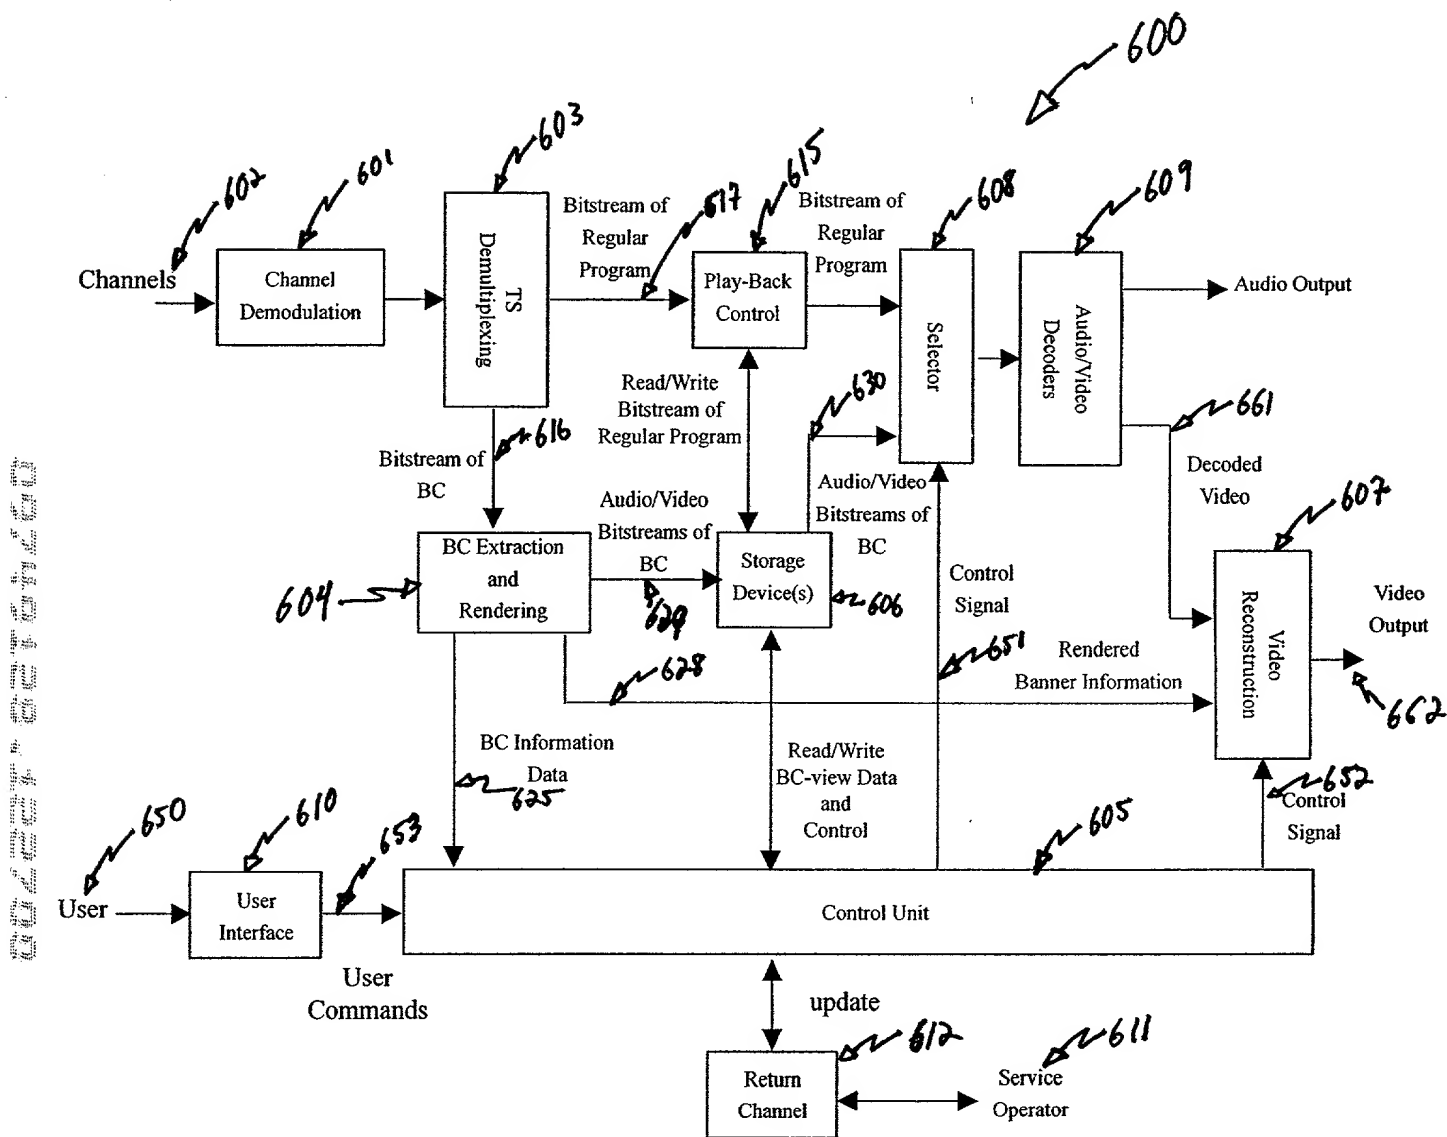 600
603
615
601
602
617
608
609
Bitstream of
Regular
Program
Bitstream of
Regular
Program
Channels
Channel
Demodulation
TS
Demultiplexing
Play-Back
Control
Selector
Audio/Video
Decoders
Audio Output
Read/Write
Bitstream of
Regular Program
630
661
616
Bitstream of
BC
Decoded
Video
607
Audio/Video
Bitstreams of
BC
Audio/Video
Bitstreams of
BC
BC Extraction
and
Rendering
Storage
Device(s)
604
629
606
Control
Signal
Video
Reconstruction
Video
Output
628
651
Rendered
Banner Information
662
BC Information
Data
625
Read/Write
BC-view Data
and
Control
652
Control
Signal
650
610
653
605
User
User
Interface
Control Unit
User
Commands
update
612
611
Return
Channel
Service
Operator